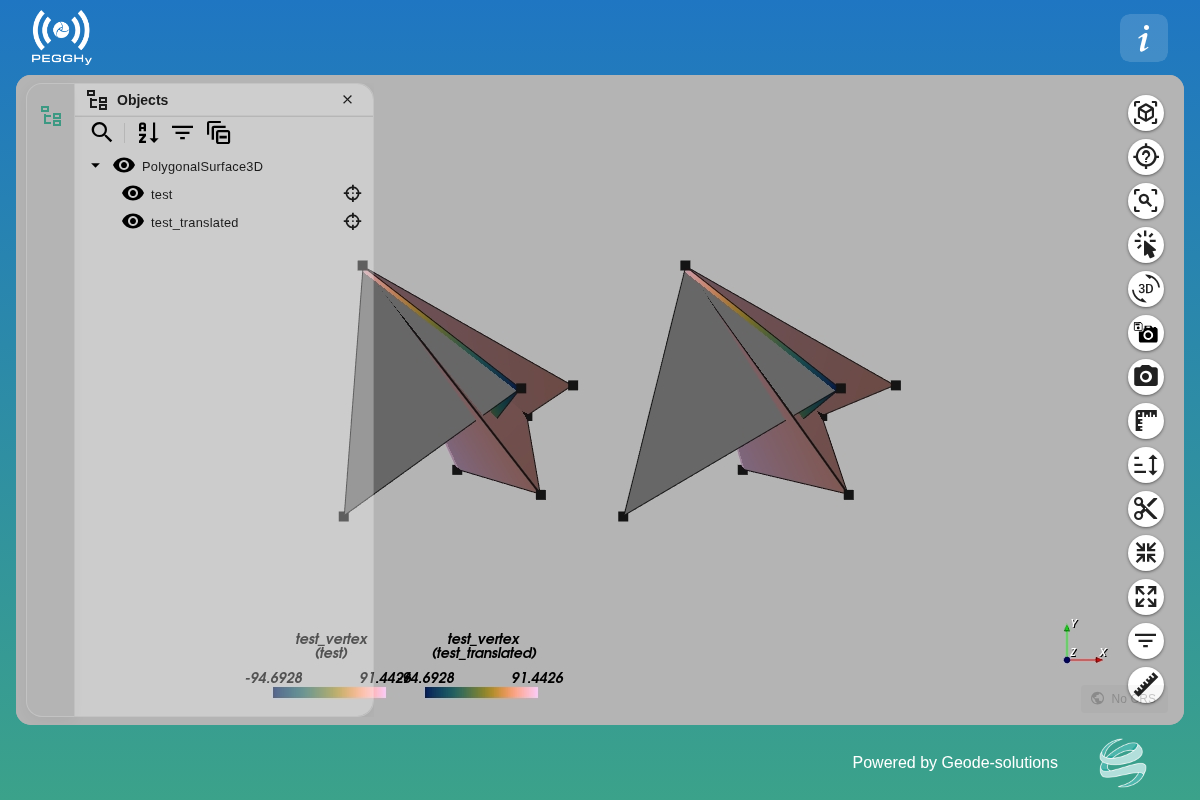 PEGGHy
i
Objects
A
Z
PolygonalSurface3D
test
test_translated
3D
test_vertex
(test)
test_vertex
(test_translated)
-94.6928
91.4426
94.6928
91.4426
Y
Z
X
No CRS
Powered by Geode-solutions